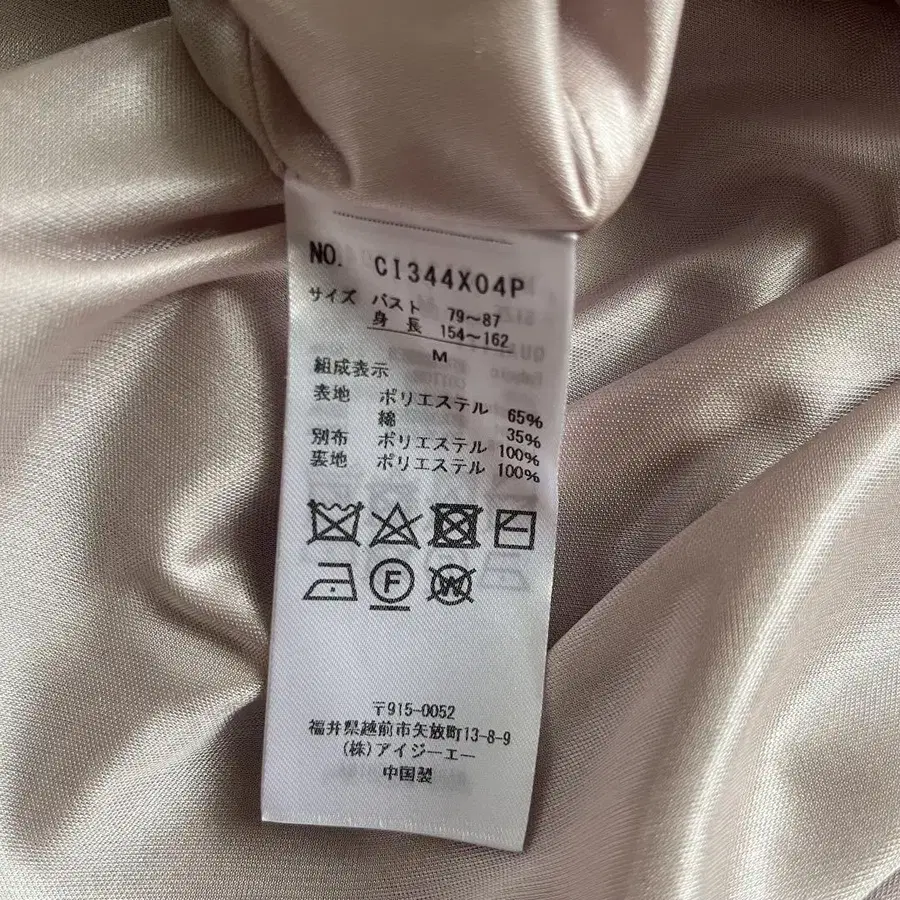 NO. CI344X04P
サイズ バスト 79～87
身長 154～162
M
組成表示
表地 ポリエステル 65%
綿 35%
別布 ポリエステル 100%
裏地 ポリエステル 100%
F W
〒915-0052
福井県越前市矢放町13-8-9
(株)アイジーエー
中国製